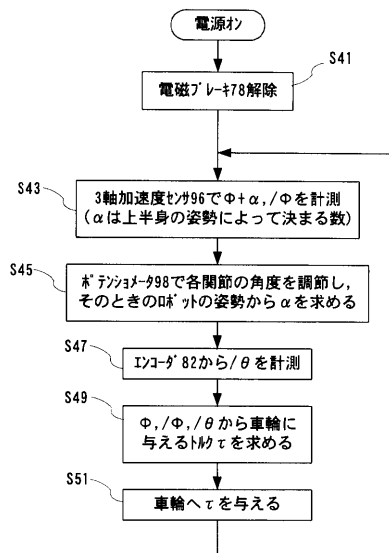 電源オン
S41
電磁ブレーキ78解除
S43
3軸加速度センサ96でΦ+α,/Φを計測
(αは上半身の姿勢によって決まる数)
S45
ポテンショメータ98で各関節の角度を調節し,
そのときのロボットの姿勢からαを求める
S47
エンコーダ82から/θを計測
S49
Φ,/Φ,/θから車輪に
与えるトルクτを求める
S51
車輪へτを与える